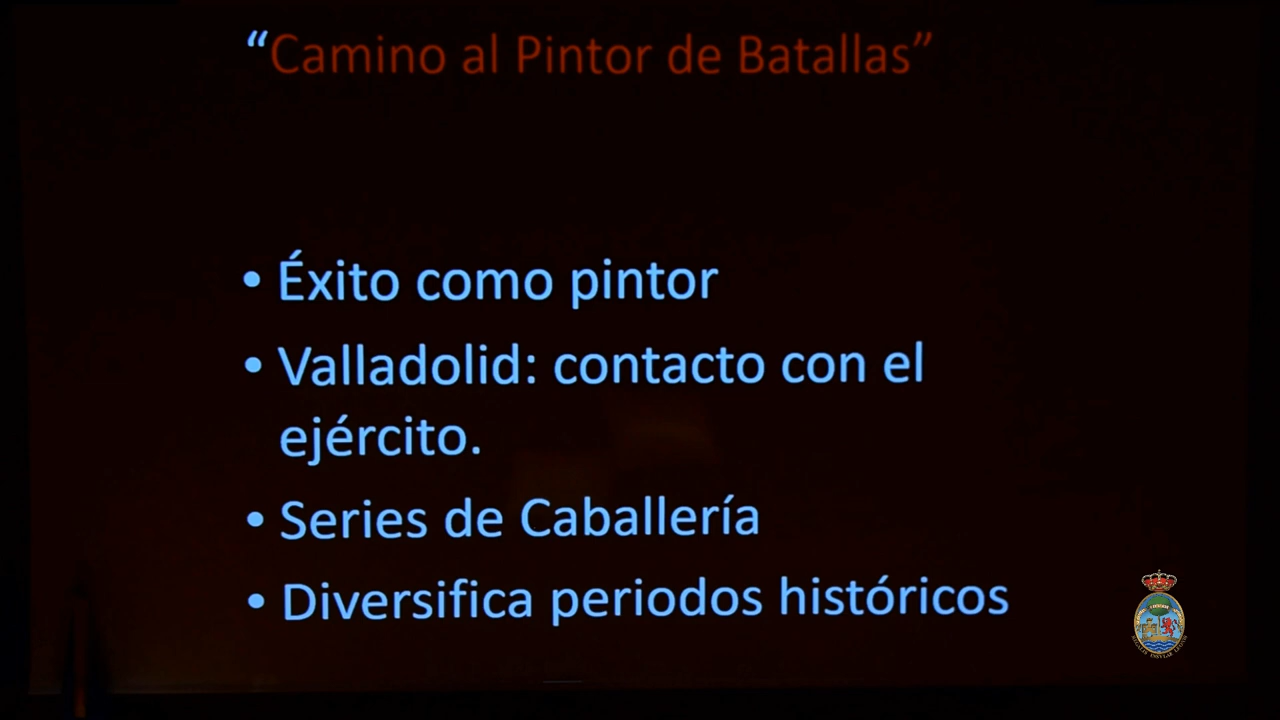 “Camino al Pintor de Batallas”
• Éxito como pintor
• Valladolid: contacto con el
ejército.
• Series de Caballería
• Diversifica periodos históricos